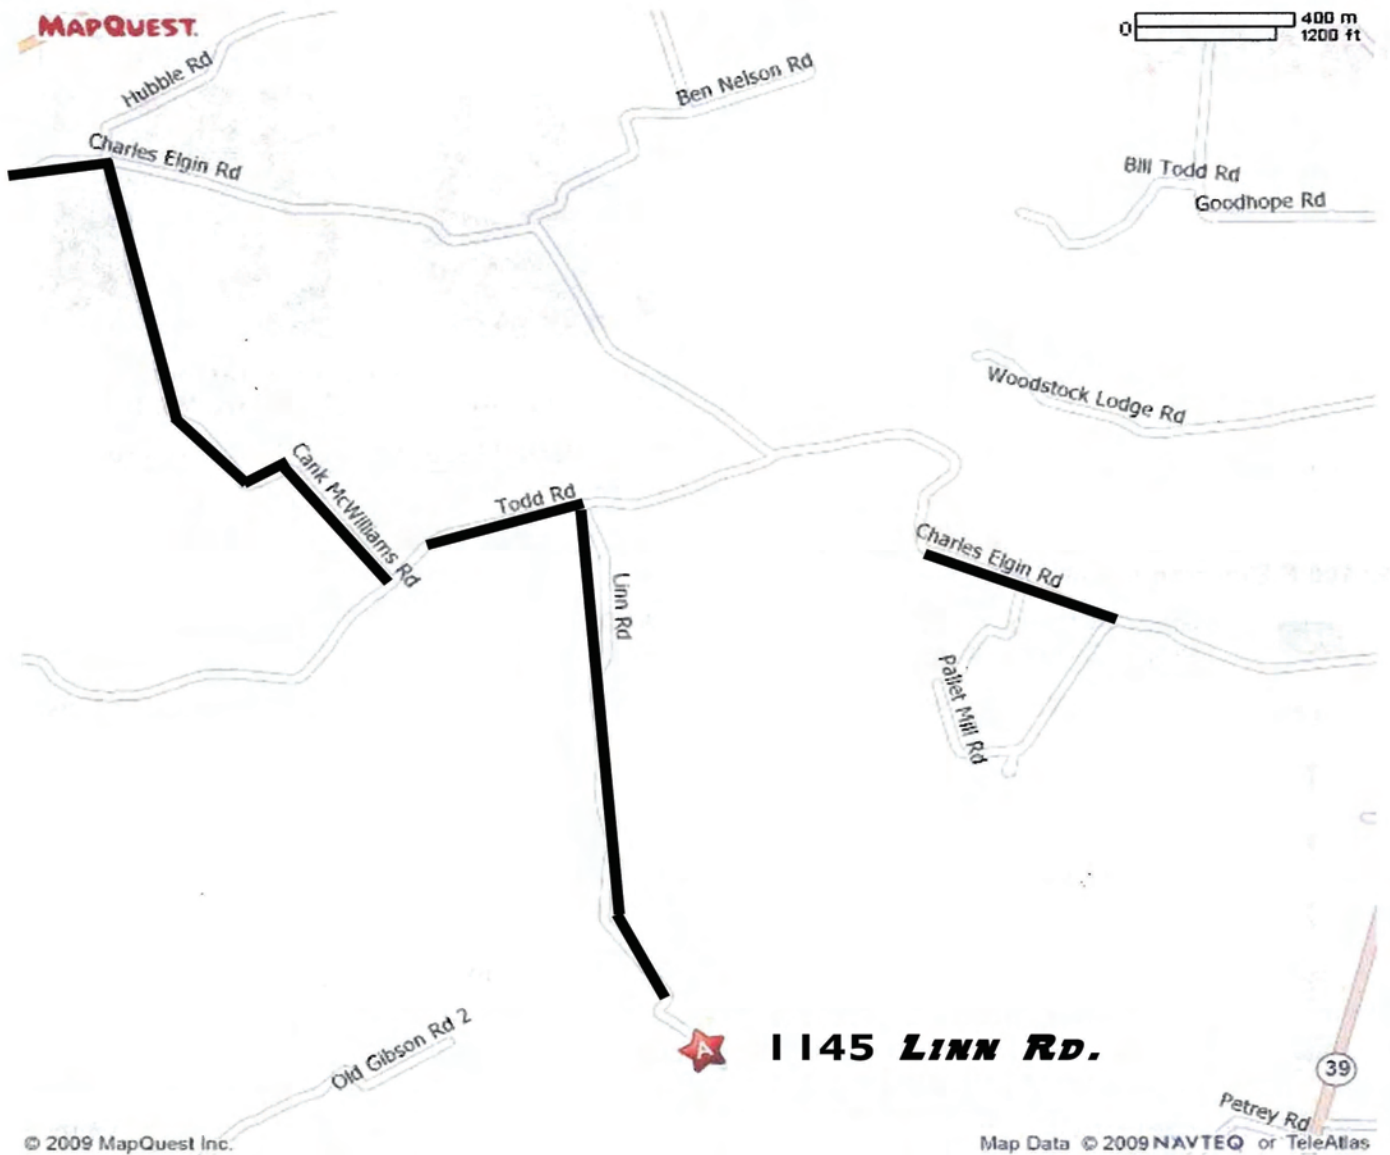 MAPQUEST.
0 400 m
1200 ft
Hubble Rd
Ben Nelson Rd
Charles Elgin Rd
Bill Todd Rd
Goodhope Rd
Woodstock Lodge Rd
Cank McWilliams Rd
Todd Rd
Charles Elgin Rd
Linn Rd
Pallet Mill Rd
A
1145 LINN RD.
Old Gibson Rd 2
39
Petrey Rd
© 2009 MapQuest Inc.
Map Data © 2009 NAVTEQ or TeleAtlas